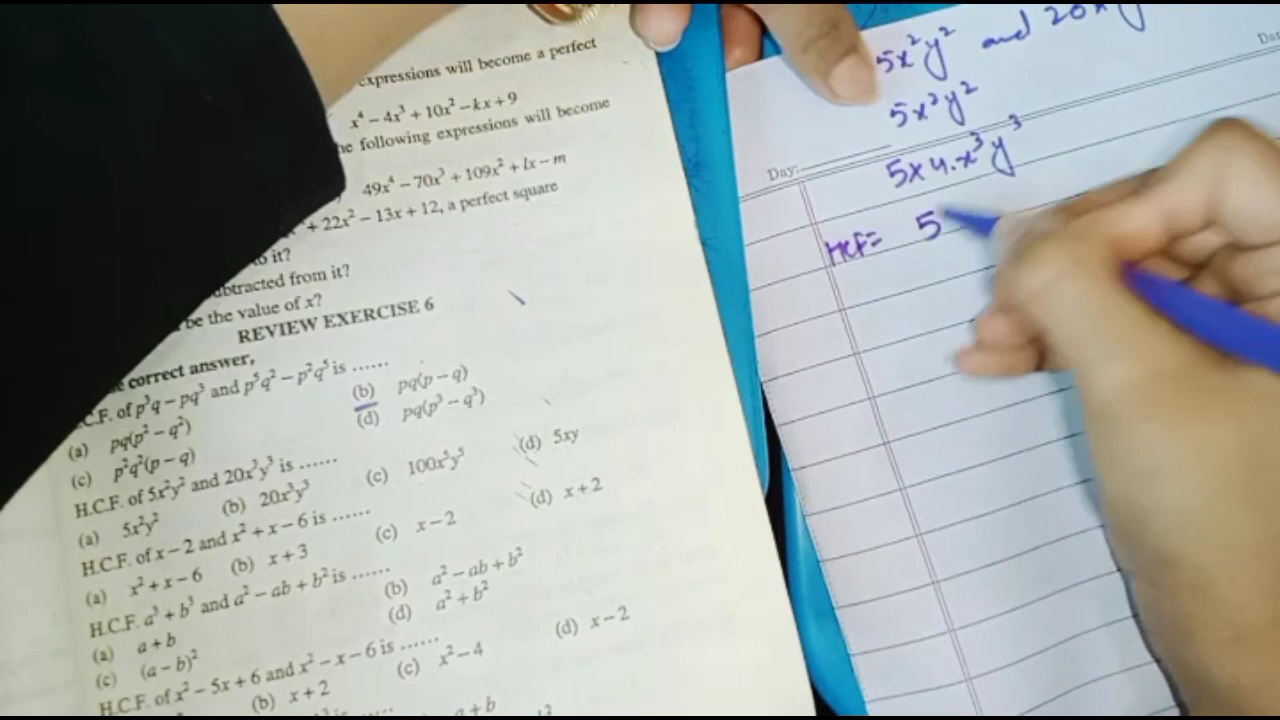 expressions will become a perfect
x⁴ – 4x³ + 10x² – kx + 9
he following expressions will become
49x⁴ – 70x³ + 109x² + lx – m
+ 22x² – 13x + 12, a perfect square
to it?
ubtracted from it?
be the value of x?
REVIEW EXERCISE 6
correct answer,
C.F. of p³q – pq³ and p⁵q² – p²q⁵ is ......
(a) pq(p² – q²) (b) pq(p – q)
(c) p²q²(p – q) (d) pq(p³ – q³)
H.C.F. of 5x²y² and 20x³y³ is ......
(a) 5x²y² (b) 20x³y³ (c) 100x⁵y⁵ (d) 5xy
H.C.F. of x – 2 and x² + x – 6 is ......
(a) x² + x – 6 (b) x + 3 (c) x – 2 (d) x + 2
H.C.F. a³ + b³ and a² – ab + b² is ......
(a) a + b (b) a² – ab + b²
(c) (a – b)² (d) a² + b²
H.C.F. of x² – 5x + 6 and x² – x – 6 is ......
(b) x + 2 (c) x² – 4 (d) x – 2
a + b
5x²y² and 20x
5x²y²
Day:
5x4.x³y³
HCF= 5